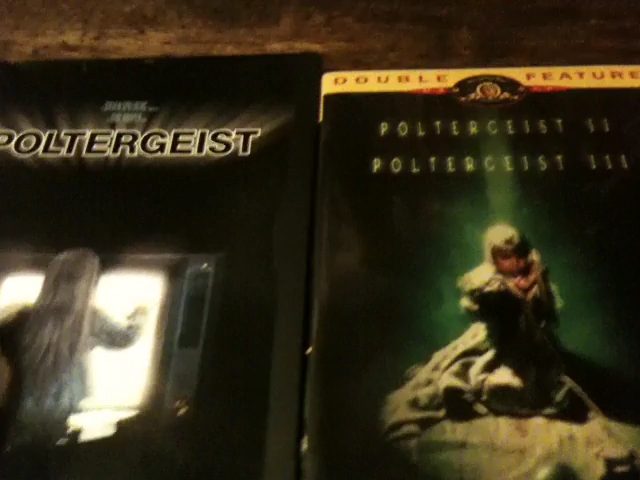 POLTERGEIST
DOUBLE FEATURE
POLTERGEIST II
POLTERGEIST III